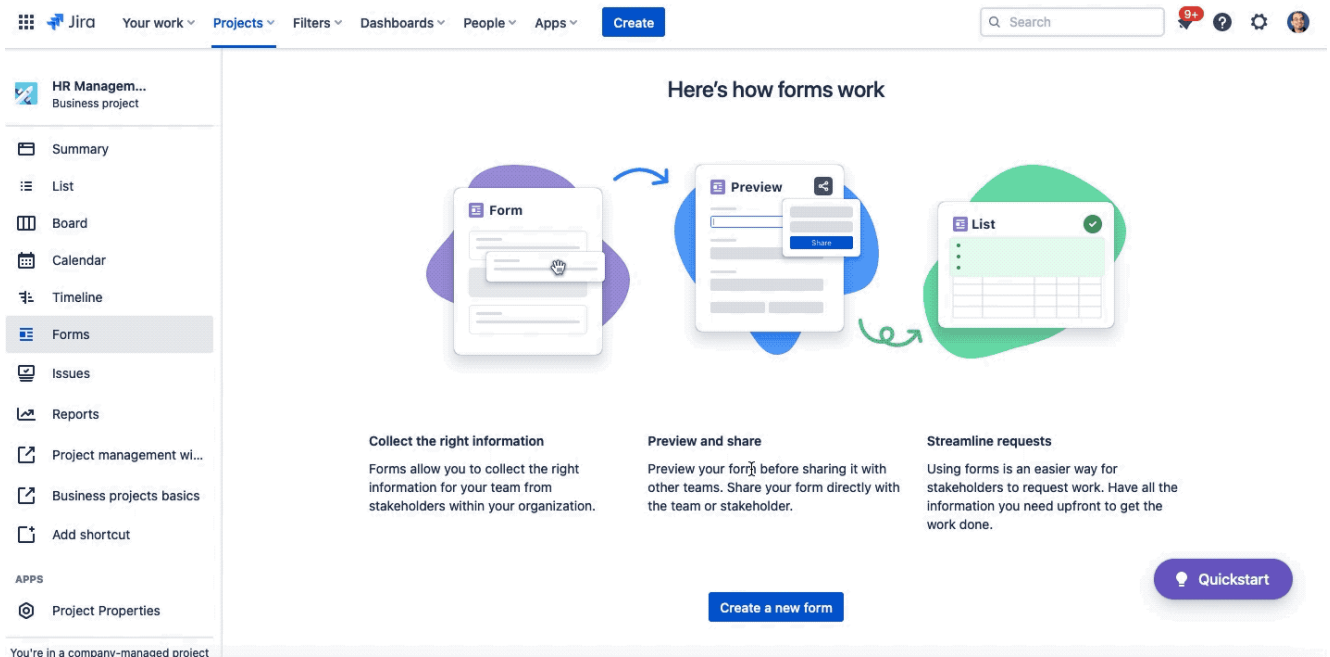 Jira Your work Projects Filters Dashboards People Apps Create Search 9+
HR Managem...
Business project
Summary
List
Board
Calendar
Timeline
Forms
Issues
Reports
Project management wi...
Business projects basics
Add shortcut
APPS
Project Properties
You're in a company-managed project
Here's how forms work
Form
Preview
Share
List
Collect the right information
Forms allow you to collect the right
information for your team from
stakeholders within your organization.
Preview and share
Preview your form before sharing it with
other teams. Share your form directly with
the team or stakeholder.
Streamline requests
Using forms is an easier way for
stakeholders to request work. Have all the
information you need upfront to get the
work done.
Create a new form
Quickstart